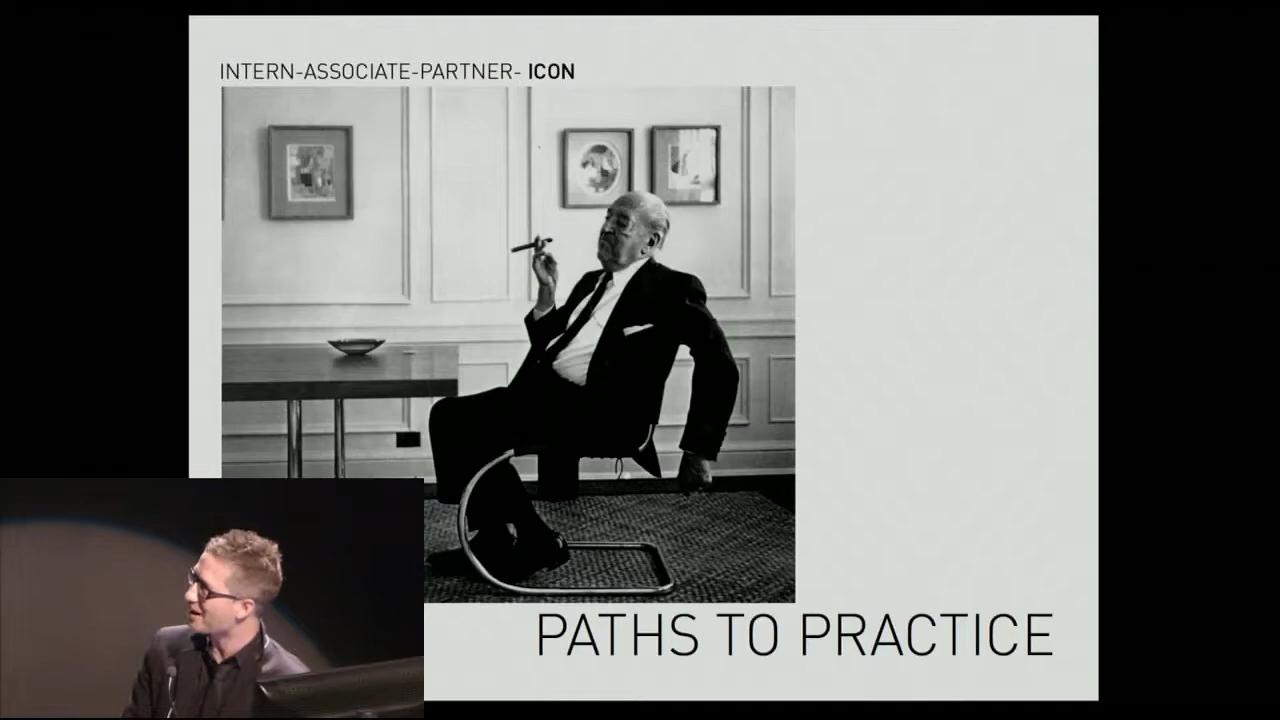 INTERN-ASSOCIATE-PARTNER- ICON
PATHS TO PRACTICE